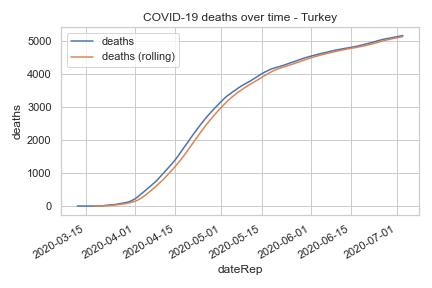 COVID-19 deaths over time - Turkey
deaths
deaths (rolling)
deaths
5000
4000
3000
2000
1000
0
2020-03-15
2020-04-01
2020-04-15
2020-05-01
2020-05-15
2020-06-01
2020-06-15
2020-07-01
dateRep